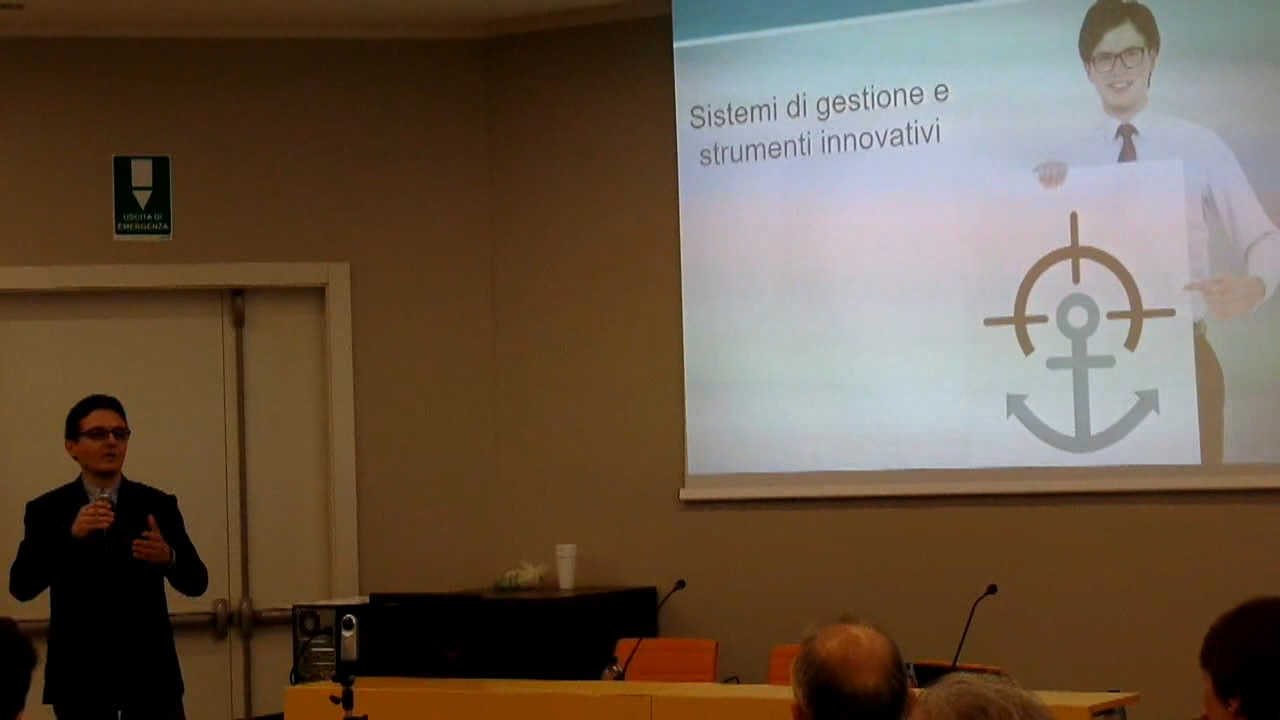 Sistemi di gestione e
strumenti innovativi
USCITA DI
EMERGENZA